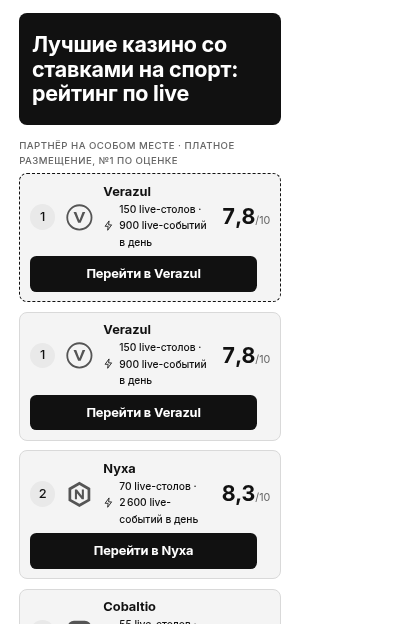 Лучшие казино со
ставками на спорт:
рейтинг по live
ПАРТНЁР НА ОСОБОМ МЕСТЕ · ПЛАТНОЕ
РАЗМЕЩЕНИЕ, №1 ПО ОЦЕНКЕ
1
V
Verazul
150 live-столов ·
900 live-событий
в день
7,8/10
Перейти в Verazul
1
V
Verazul
150 live-столов ·
900 live-событий
в день
7,8/10
Перейти в Verazul
2
N
Nyxa
70 live-столов ·
2 600 live-
событий в день
8,3/10
Перейти в Nyxa
Cobaltio
55 live-столов ·